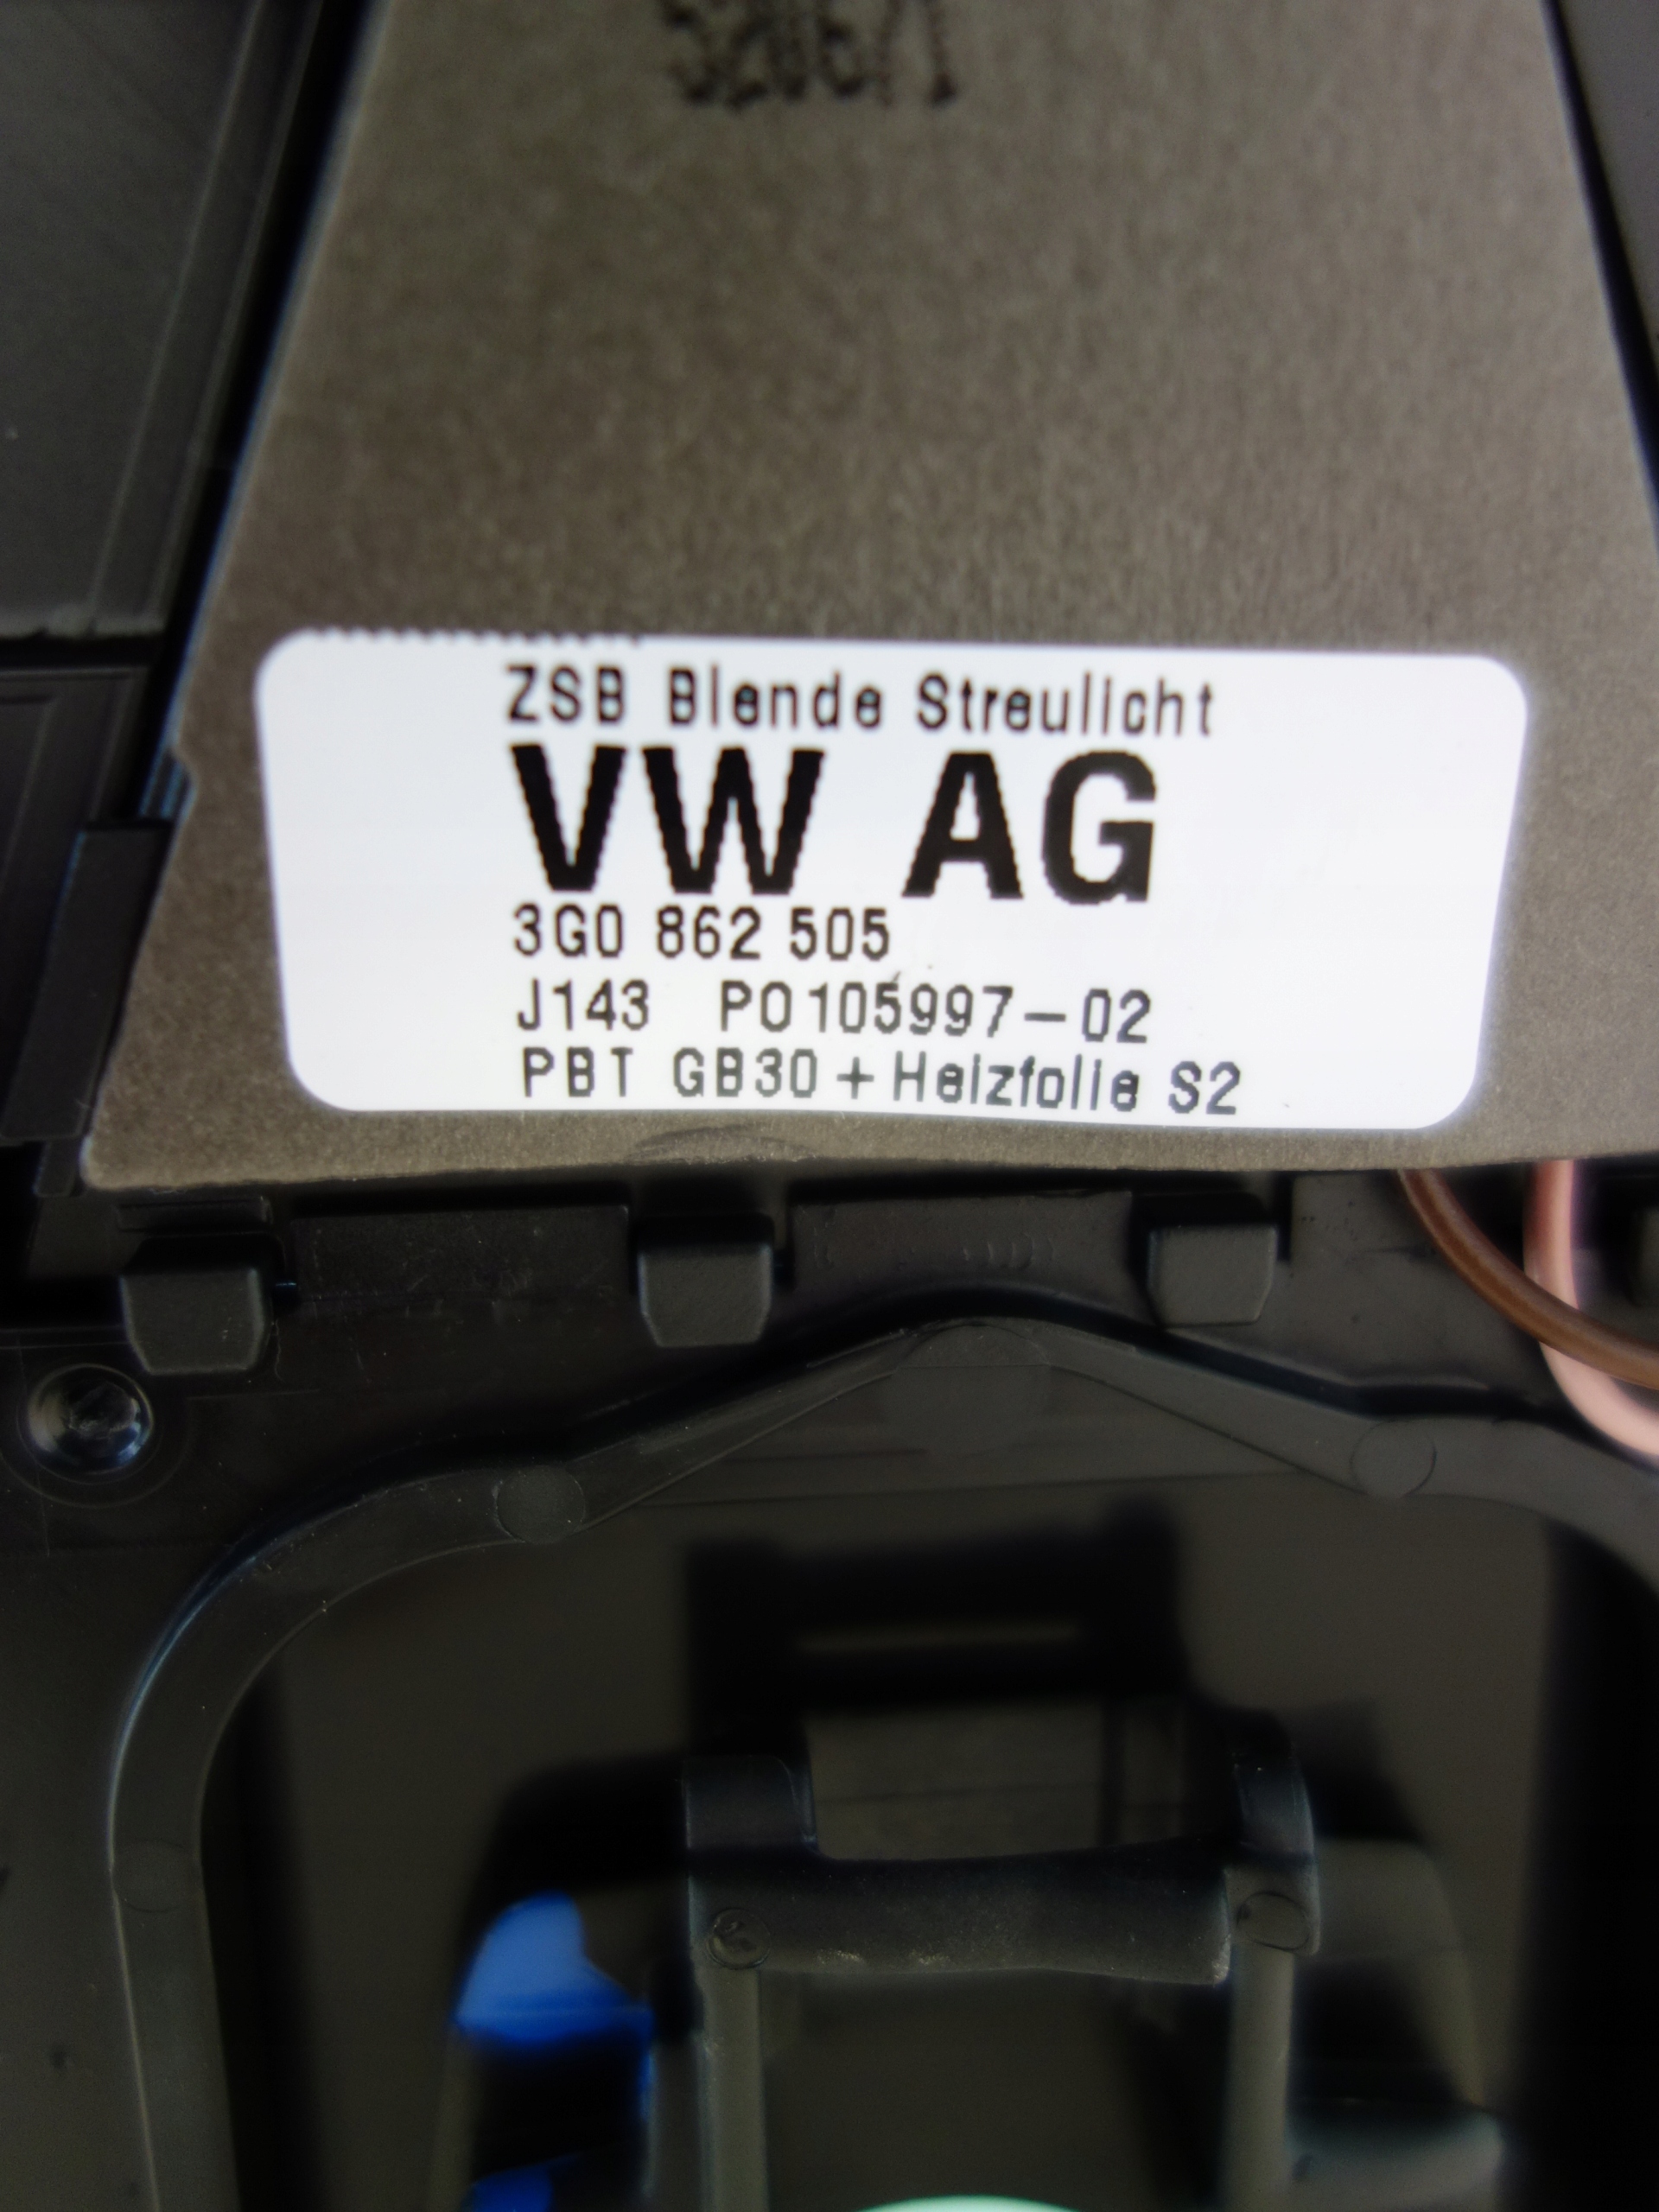 ZSB Blende Streulicht
VW AG
3G0 862 505
J143 P0105997-02
PBT GB30+Heizfolie S2